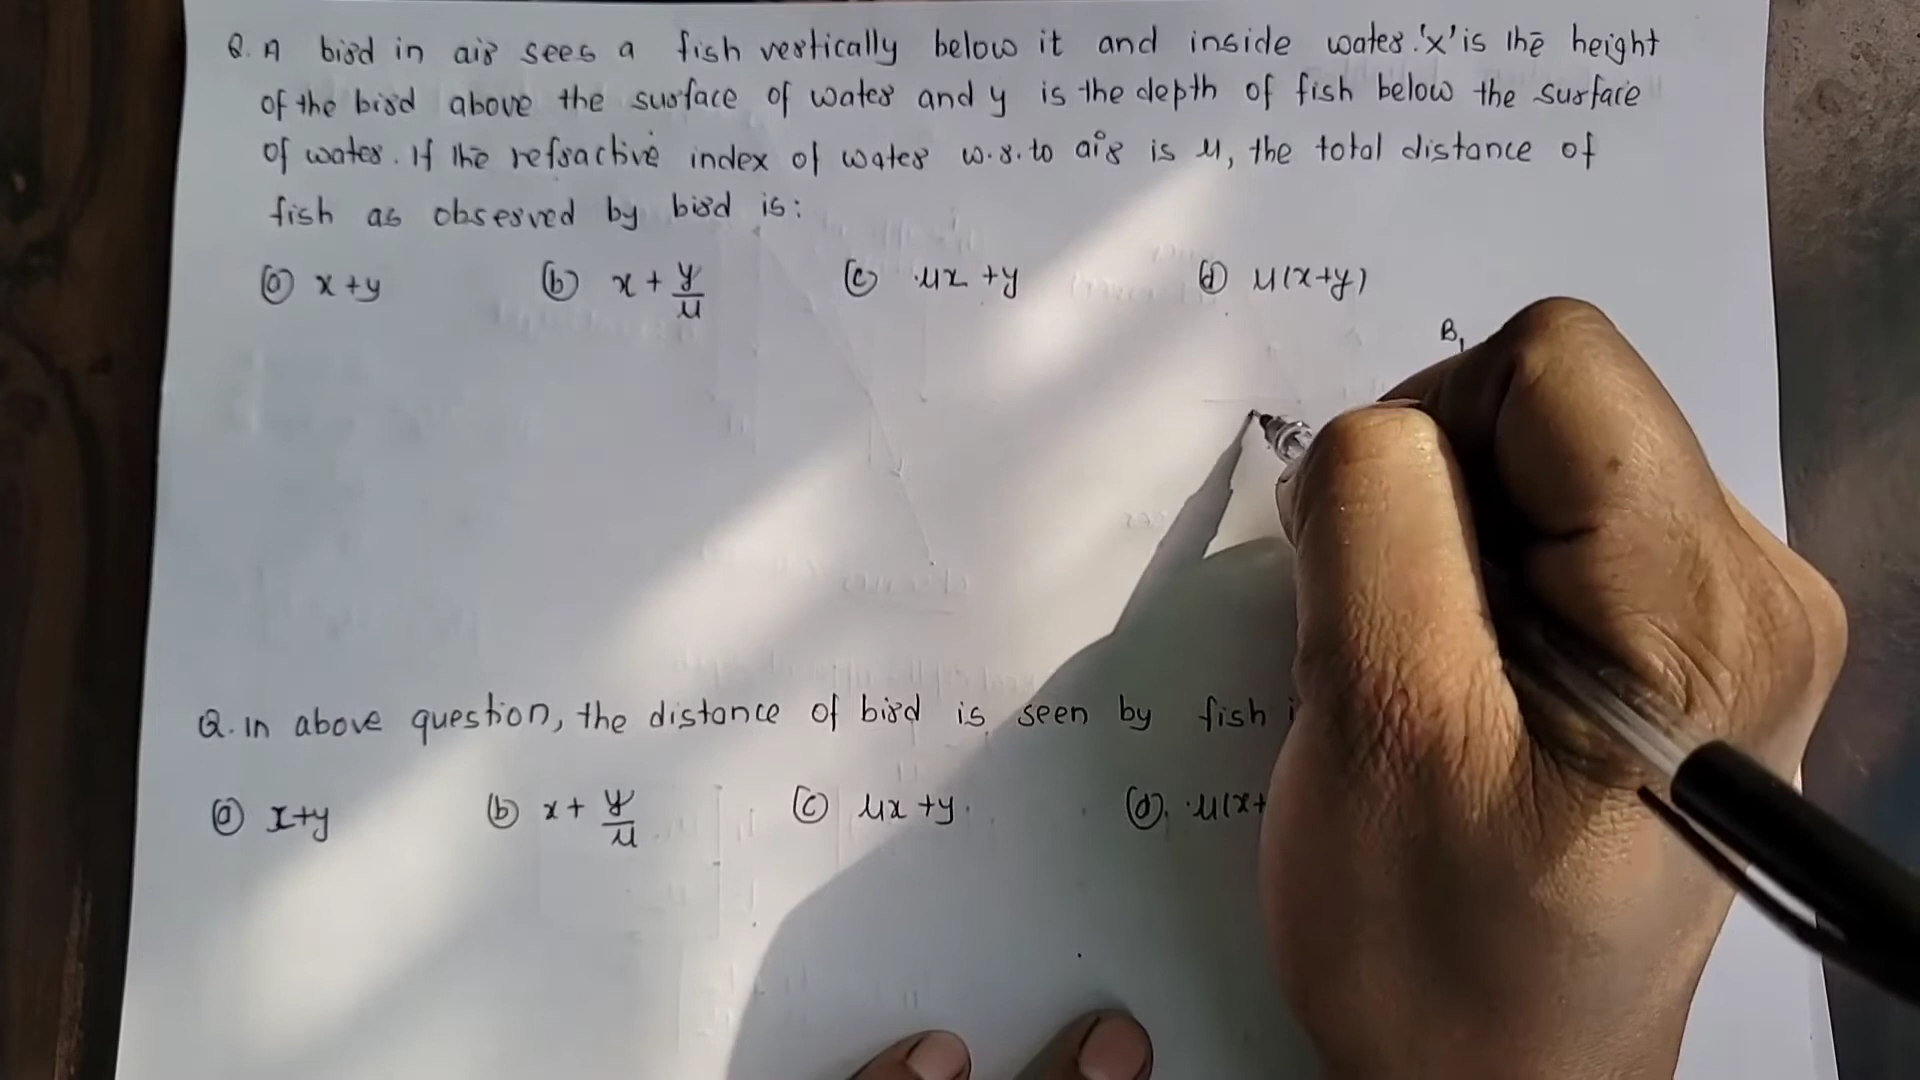 Q. A bird in air sees a fish vertically below it and inside water. 'x' is the height
of the bird above the surface of water and y is the depth of fish below the surface
of water. If the refractive index of water w.r.to air is μ, the total distance of
fish as observed by bird is:
(a) x+y (b) x + y/μ (c) μx +y (d) μ(x+y)
B₁
Q. In above question, the distance of bird is seen by fish
(a) x+y (b) x + y/μ (c) μx +y. (d). μ(x+